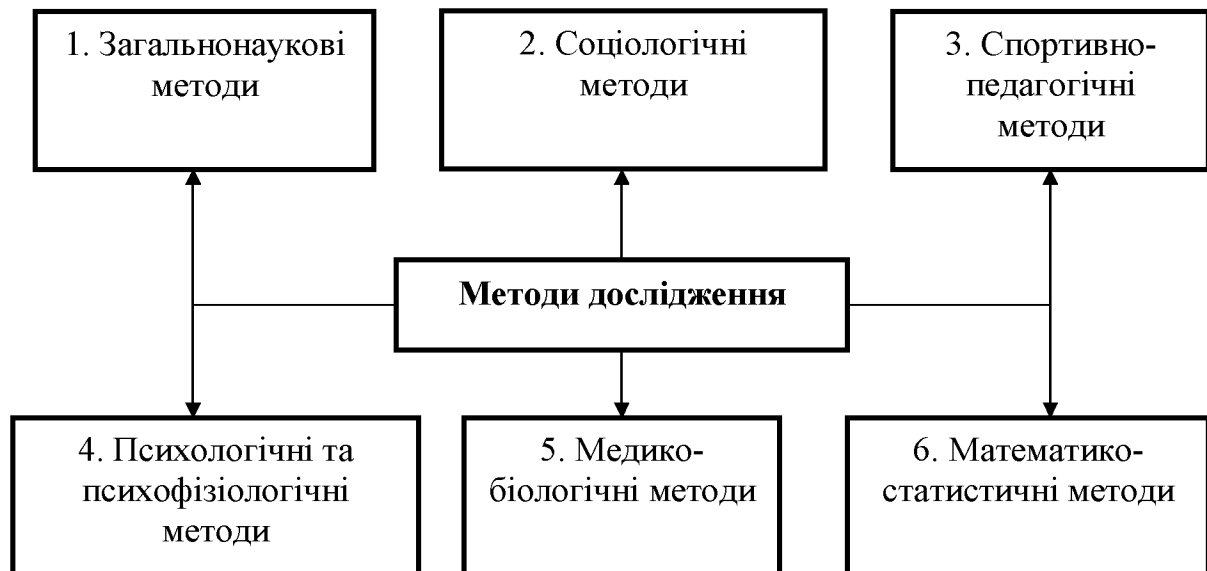 1. Загальнонаукові
методи
2. Соціологічні
методи
3. Спортивно-
педагогічні
методи
Методи дослідження
4. Психологічні та
психофізіологічні
методи
5. Медико-
біологічні методи
6. Математико-
статистичні методи